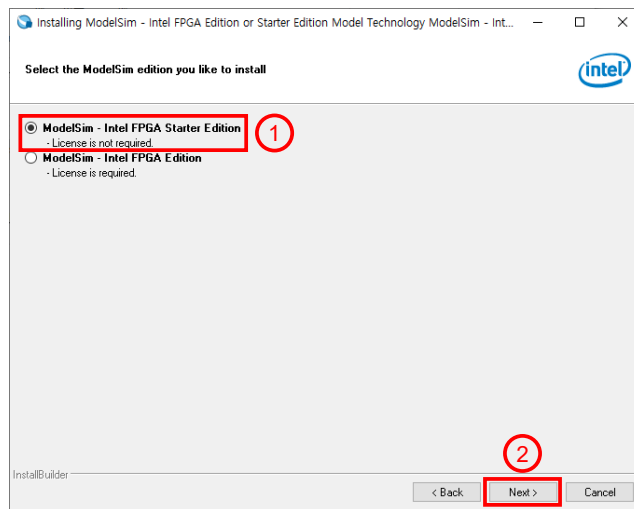 Installing ModelSim - Intel FPGA Edition or Starter Edition Model Technology ModelSim - Int...
Select the ModelSim edition you like to install
intel
ModelSim - Intel FPGA Starter Edition
- License is not required.
1
ModelSim - Intel FPGA Edition
- License is required.
2
InstallBuilder
< Back Next > Cancel